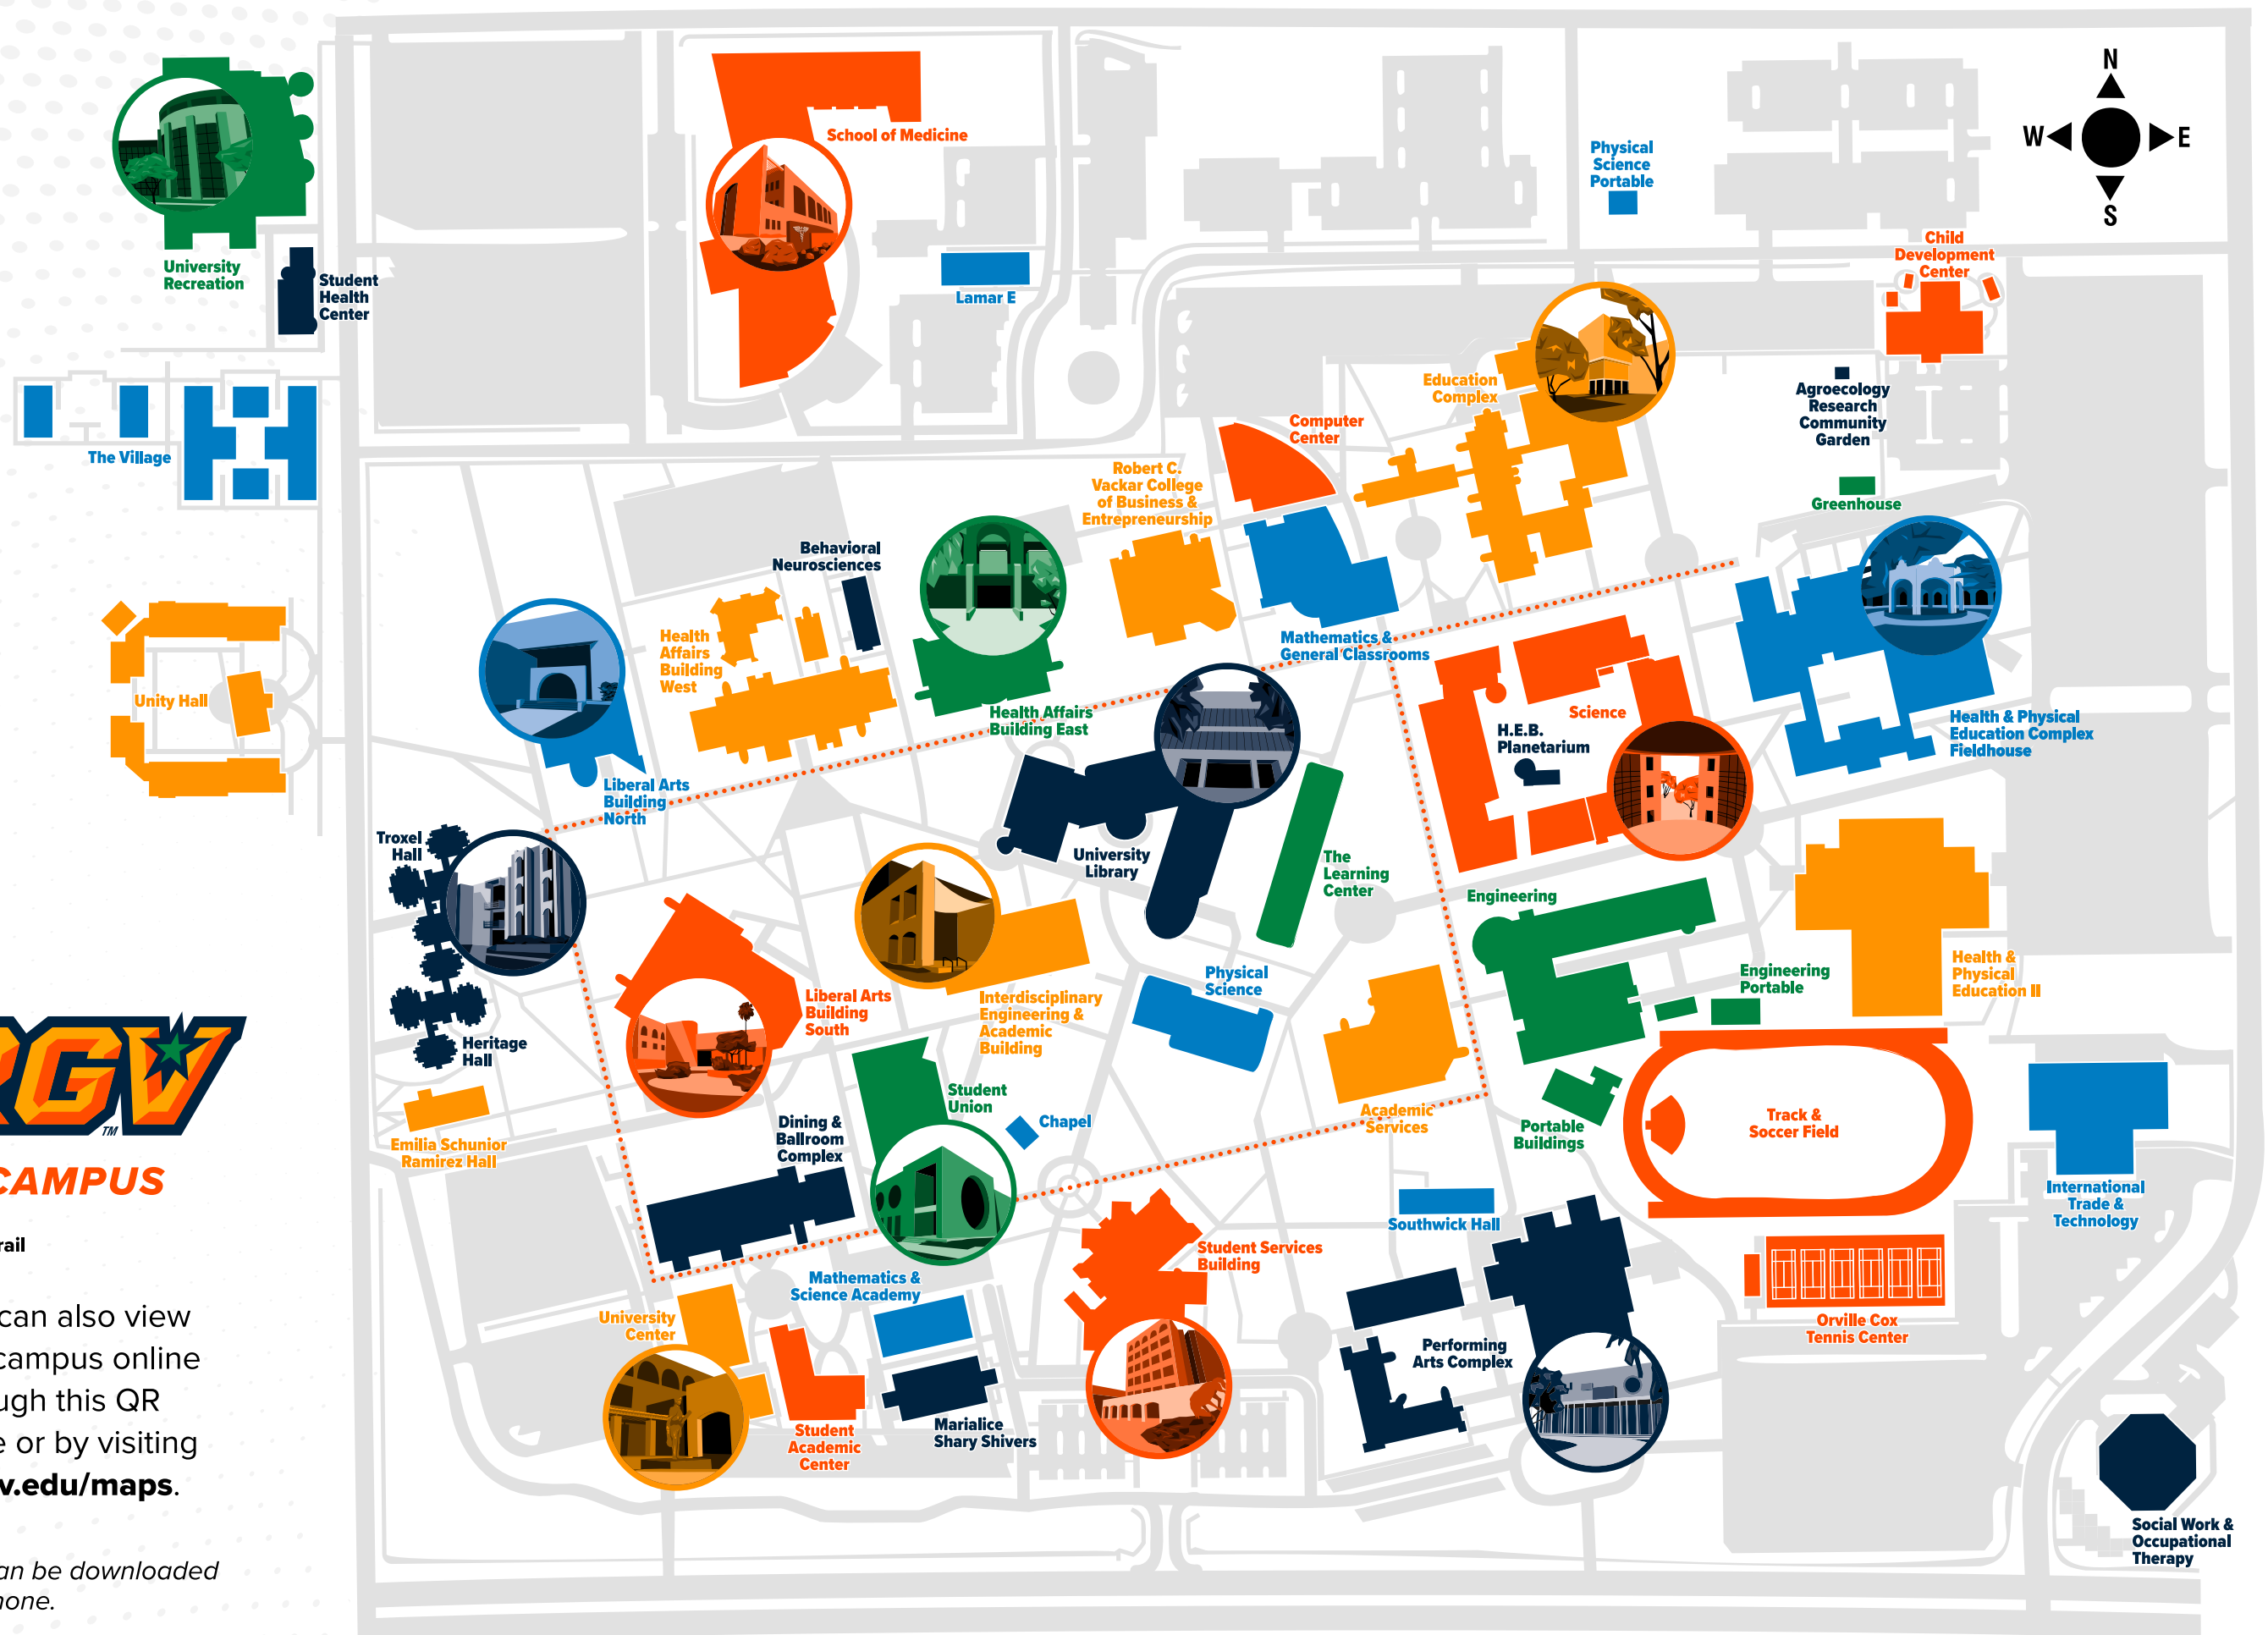 N
W
E
S
School of Medicine
Physical
Science
Portable
University
Recreation
Student
Health
Center
Lamar E
Child
Development
Center
The Village
Education
Complex
Agroecology
Research
Community
Garden
Computer
Center
Robert C.
Vackar College
of Business &
Entrepreneurship
Greenhouse
Behavioral
Neurosciences
Health
Affairs
Building
West
Mathematics &
General Classrooms
Unity Hall
Health Affairs
Building East
Science
H.E.B.
Planetarium
Health & Physical
Education Complex
Fieldhouse
Liberal Arts
Building
North
Troxel
Hall
University
Library
The
Learning
Center
Engineering
Physical
Science
Engineering
Portable
Health &
Physical
Education II
Liberal Arts
Building
South
Interdisciplinary
Engineering &
Academic
Building
Heritage
Hall
RGV
TM
Student
Union
Chapel
Dining &
Ballroom
Complex
Academic
Services
Portable
Buildings
Track &
Soccer Field
Emilia Schunior
Ramirez Hall
CAMPUS
International
Trade &
Technology
Southwick Hall
rail
Student Services
Building
Mathematics &
Science Academy
University
Center
Orville Cox
Tennis Center
can also view
campus online
ugh this QR
e or by visiting
v.edu/maps.
Performing
Arts Complex
Student
Academic
Center
Marialice
Shary Shivers
Social Work &
Occupational
Therapy
an be downloaded
hone.